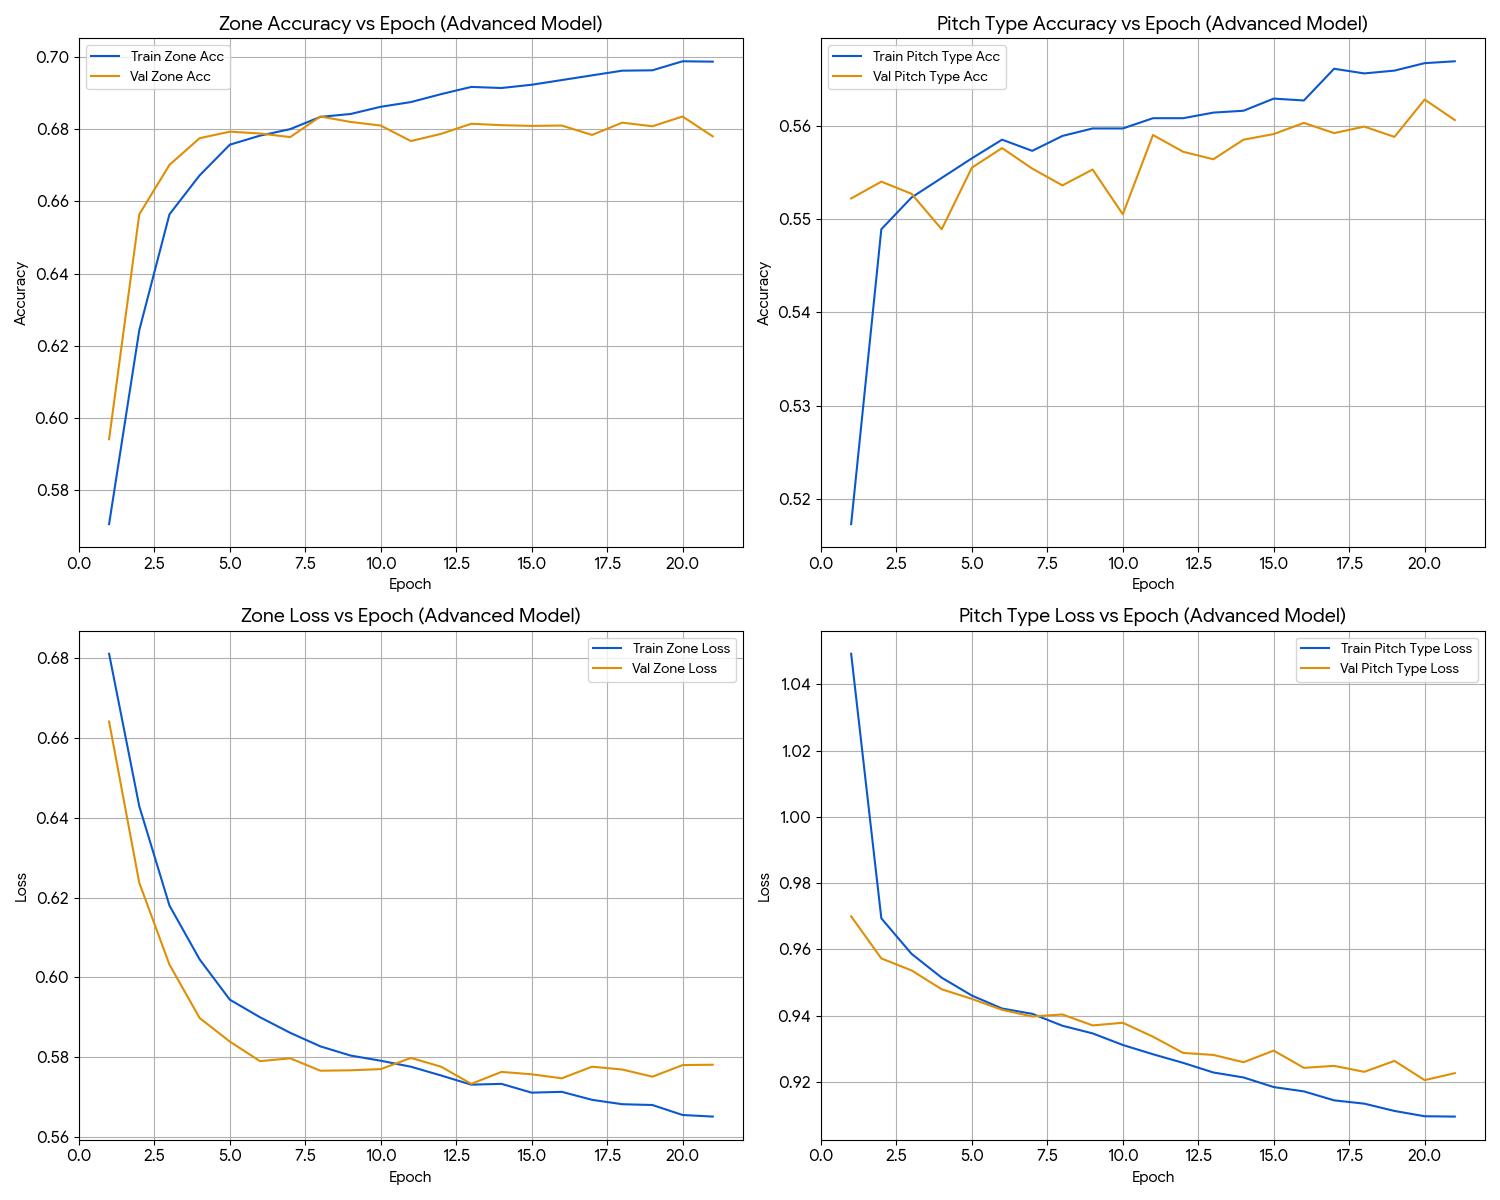 Zone Accuracy vs Epoch (Advanced Model)
Train Zone Acc
Val Zone Acc
0.70
0.68
0.66
0.64
0.62
0.60
0.58
Accuracy
0.0 2.5 5.0 7.5 10.0 12.5 15.0 17.5 20.0
Epoch
Pitch Type Accuracy vs Epoch (Advanced Model)
Train Pitch Type Acc
Val Pitch Type Acc
0.56
0.55
0.54
0.53
0.52
Accuracy
0.0 2.5 5.0 7.5 10.0 12.5 15.0 17.5 20.0
Epoch
Zone Loss vs Epoch (Advanced Model)
Train Zone Loss
Val Zone Loss
0.68
0.66
0.64
0.62
0.60
0.58
0.56
Loss
0.0 2.5 5.0 7.5 10.0 12.5 15.0 17.5 20.0
Epoch
Pitch Type Loss vs Epoch (Advanced Model)
Train Pitch Type Loss
Val Pitch Type Loss
1.04
1.02
1.00
0.98
0.96
0.94
0.92
Loss
0.0 2.5 5.0 7.5 10.0 12.5 15.0 17.5 20.0
Epoch